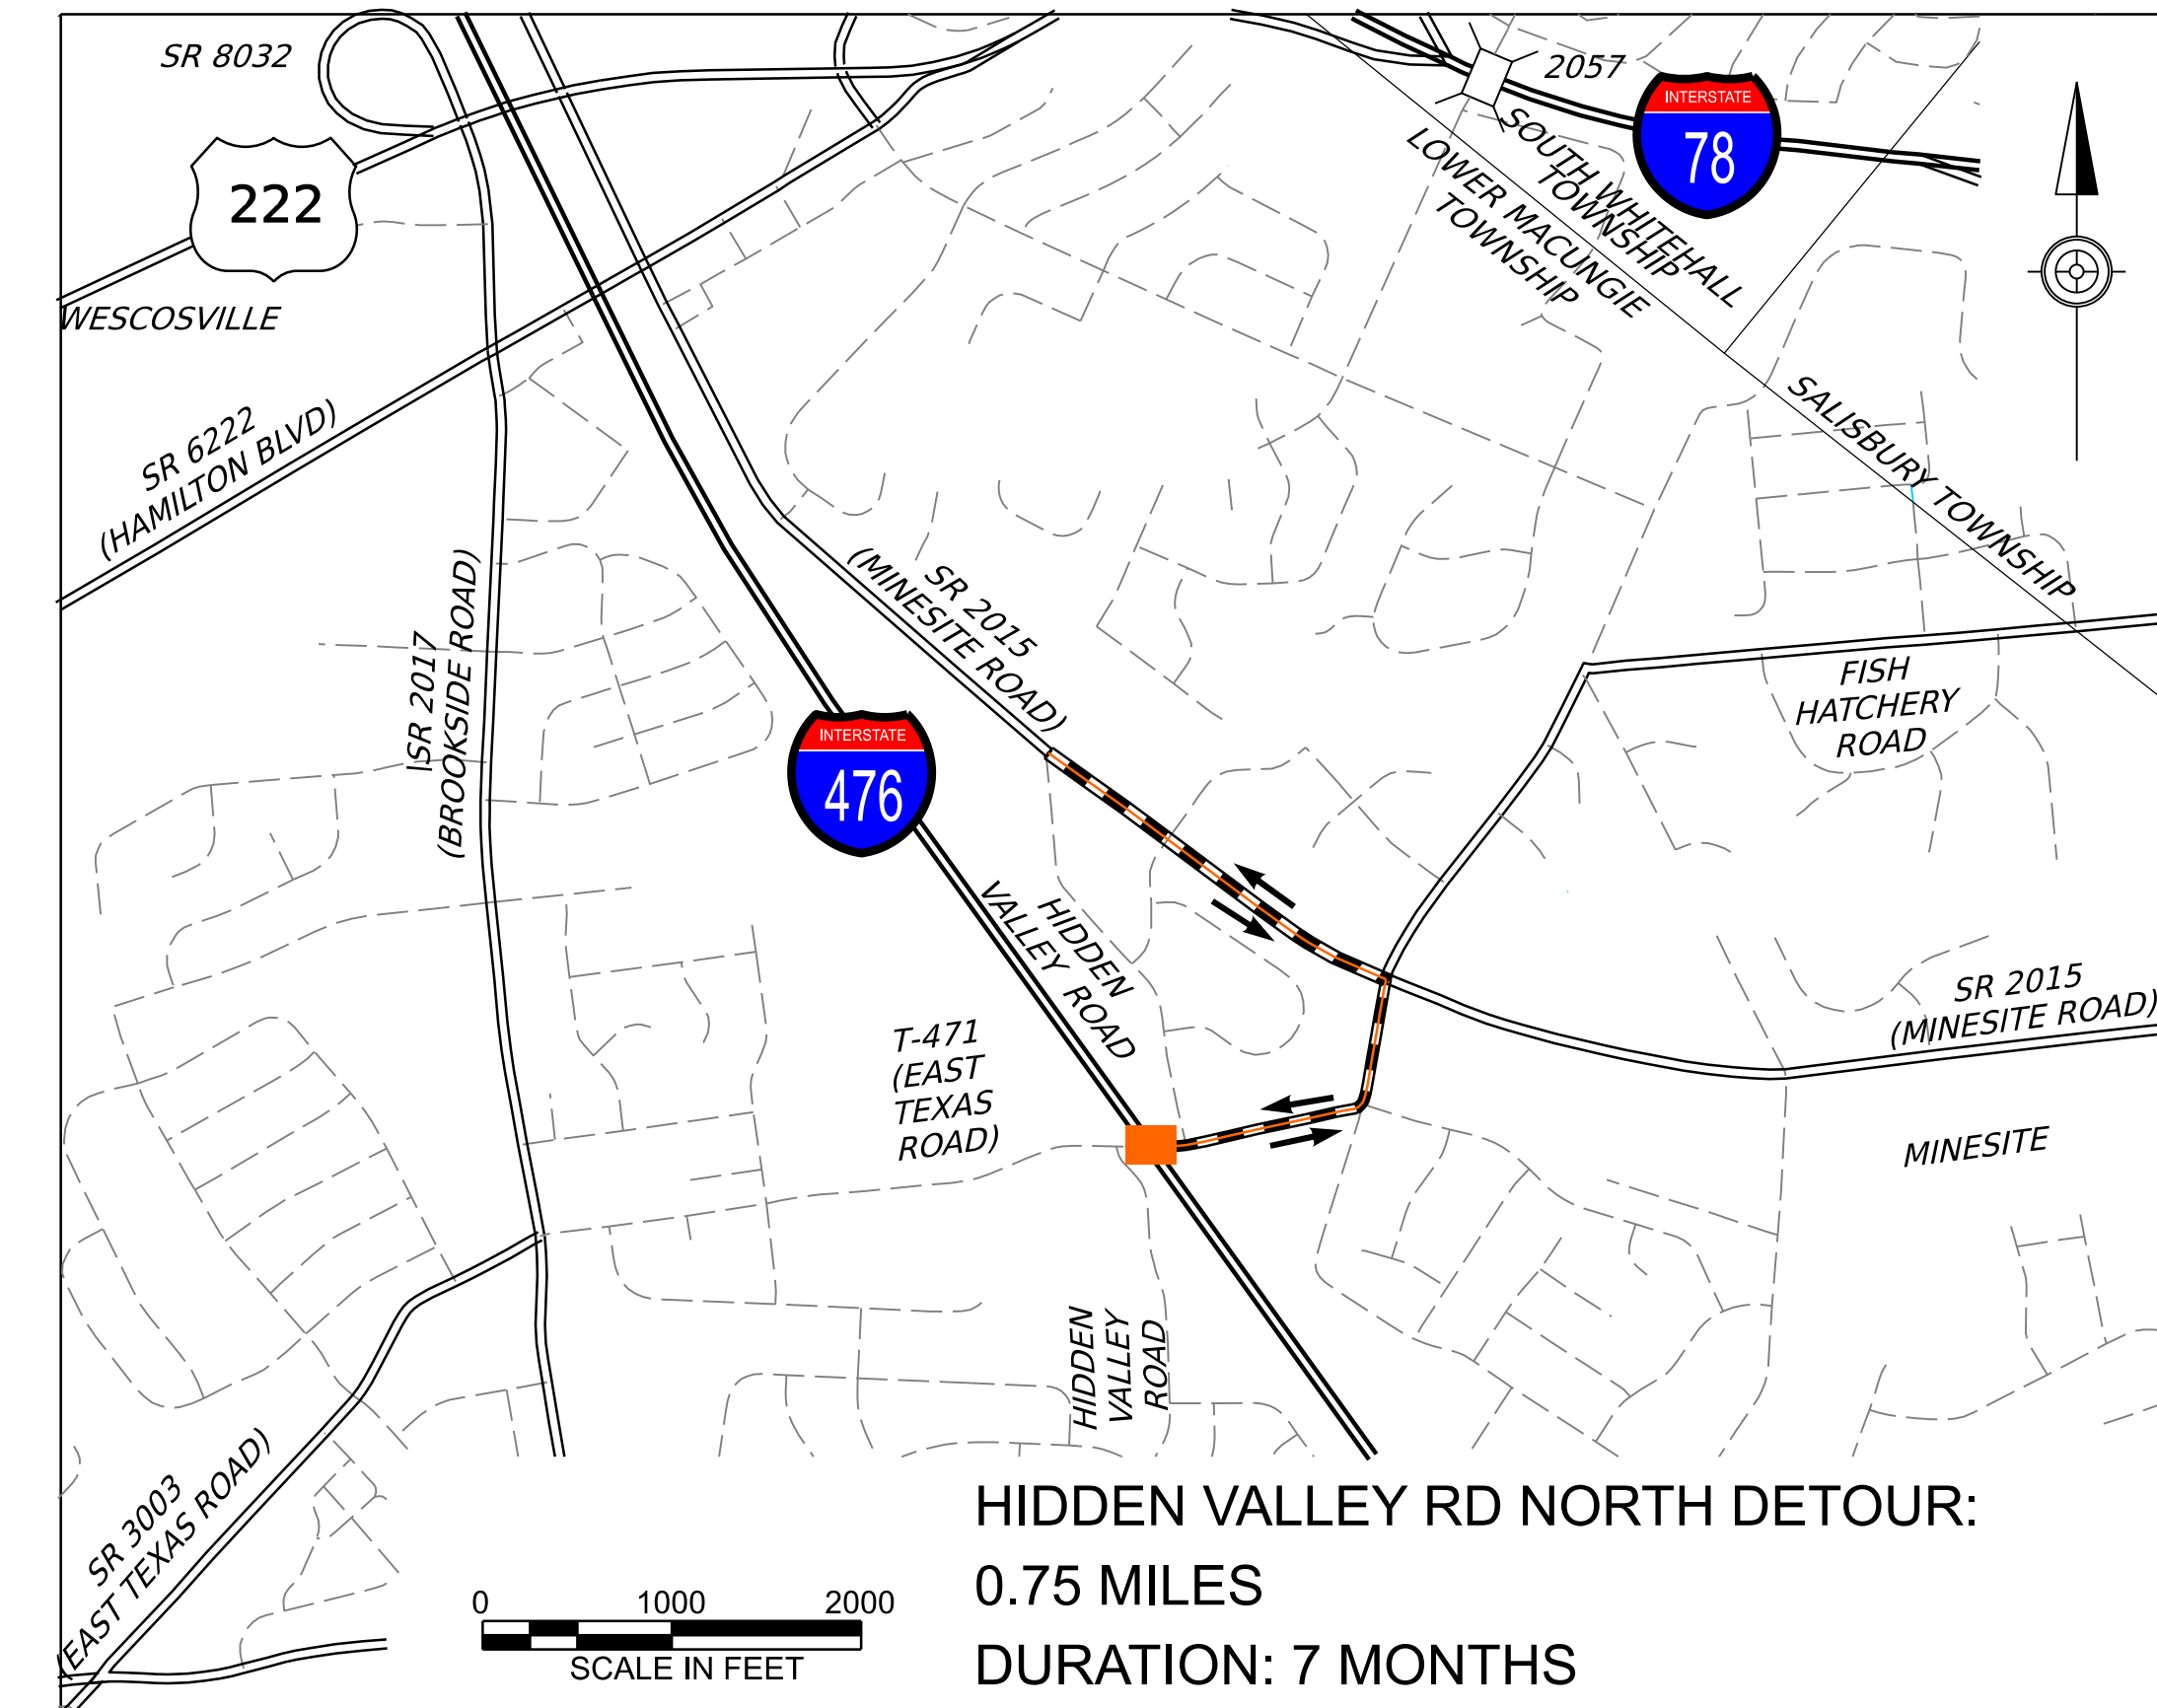 SR 8032
2057
INTERSTATE
78
222
SOUTH WHITEHALL
TOWNSHIP
LOWER MACUNGIE
TOWNSHIP
WESCOSVILLE
SR 6222
(HAMILTON BLVD)
SALISBURY TOWNSHIP
SR 2017
(BROOKSIDE ROAD)
SR 2015
(MINESITE ROAD)
FISH
HATCHERY
ROAD
INTERSTATE
476
HIDDEN
VALLEY ROAD
SR 2015
(MINESITE ROAD)
T-471
(EAST
TEXAS
ROAD)
MINESITE
HIDDEN
VALLEY
ROAD
SR 3003
(EAST TEXAS ROAD)
HIDDEN VALLEY RD NORTH DETOUR:
0.75 MILES
DURATION: 7 MONTHS
0 1000 2000
SCALE IN FEET